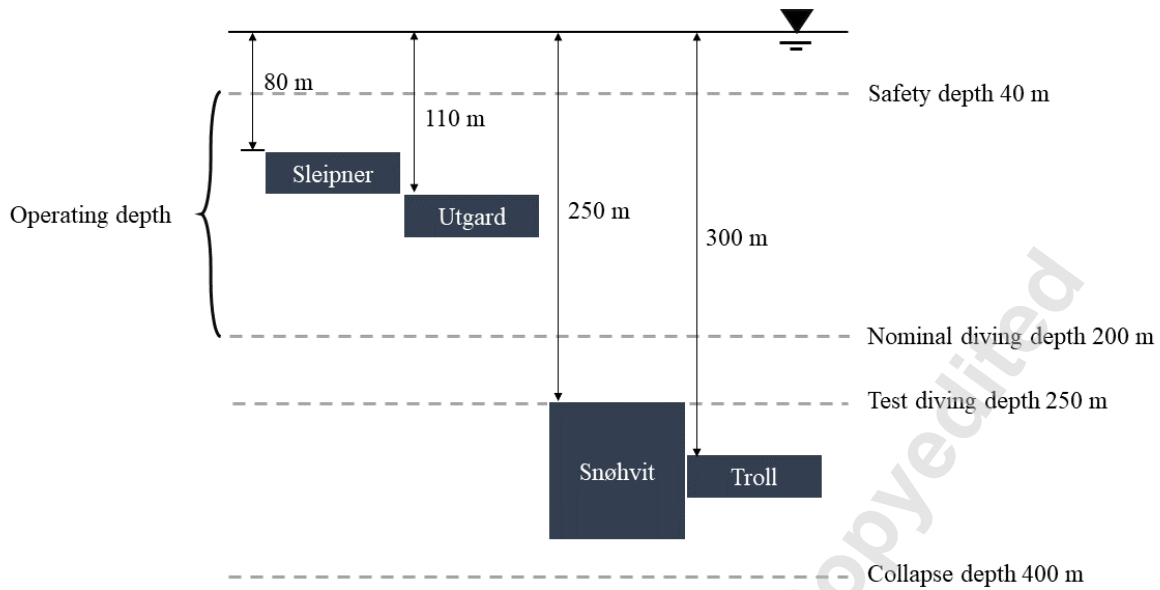 80 m
Safety depth 40 m
110 m
Sleipner
Operating depth
Utgard
250 m
300 m
Nominal diving depth 200 m
Test diving depth 250 m
Snøhvit
Troll
Collapse depth 400 m
opyedited